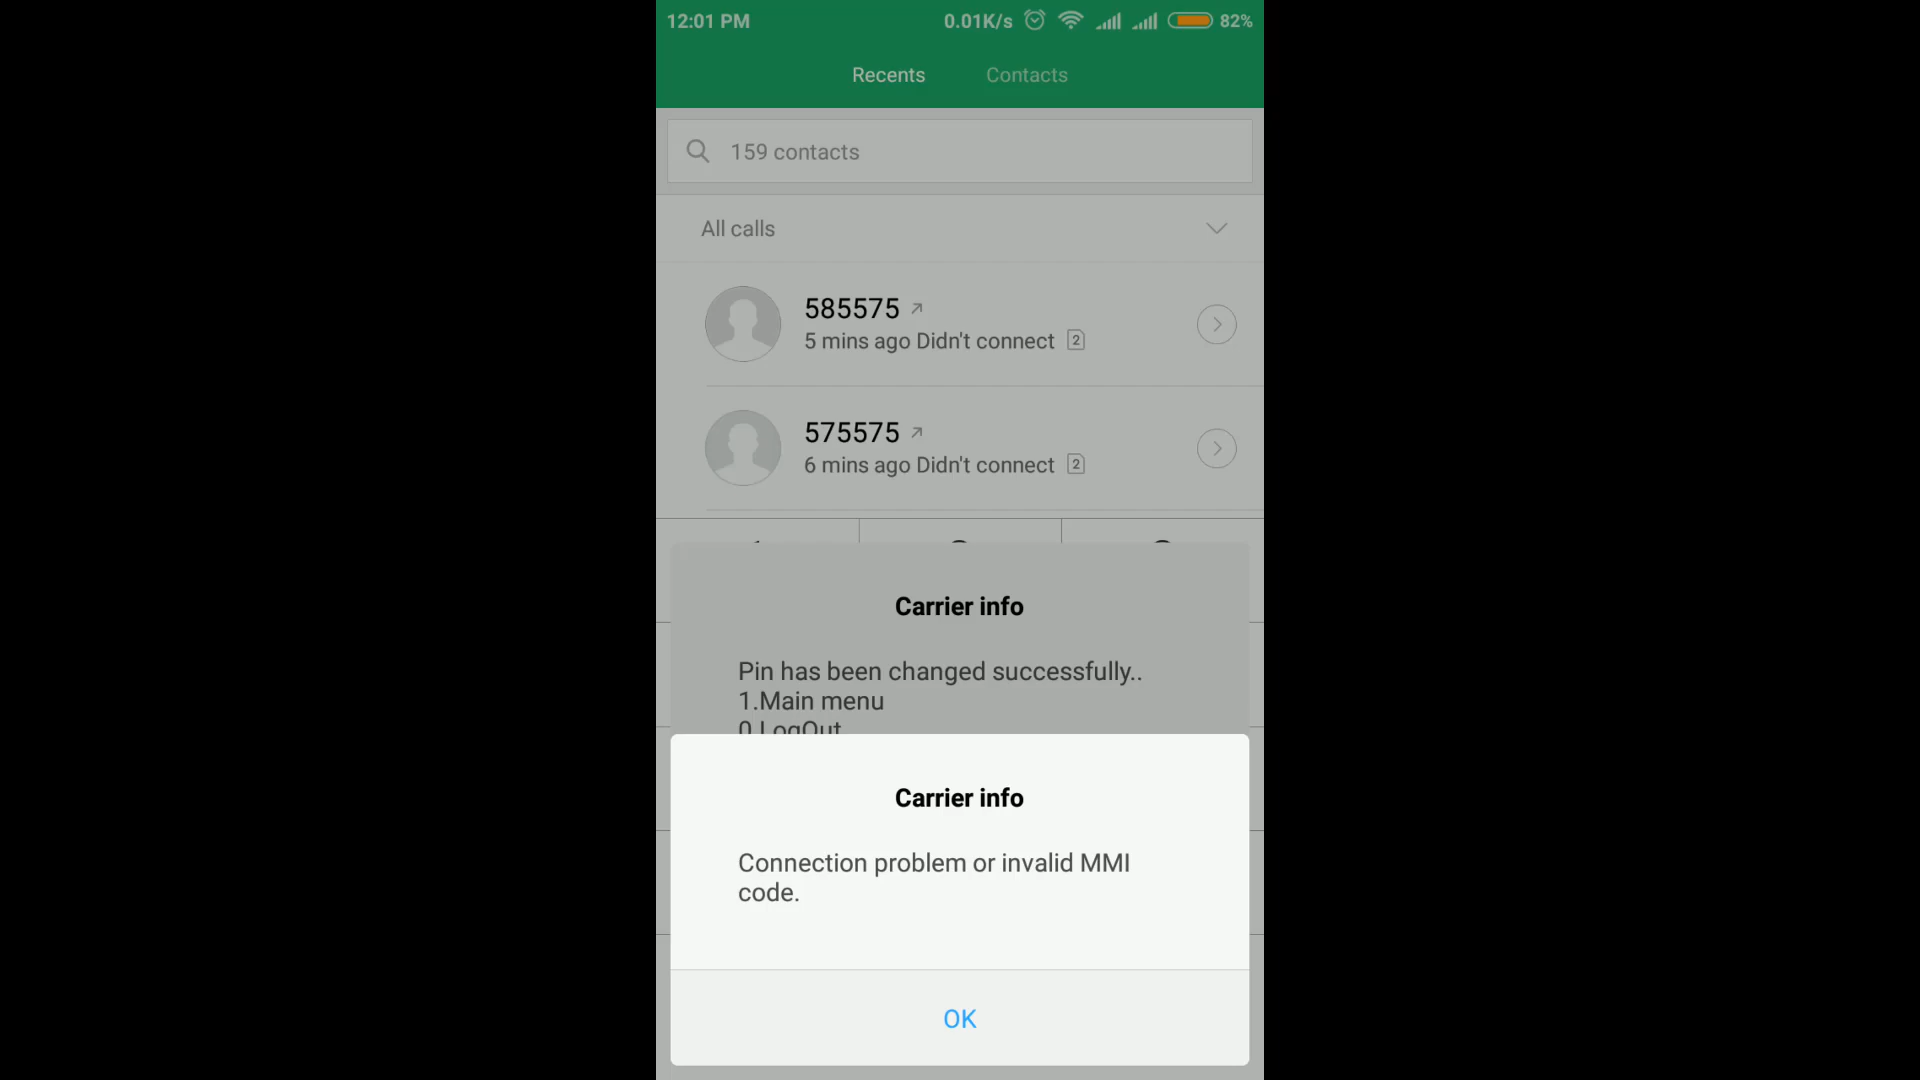 12:01 PM 0.01K/s 82%
Recents Contacts
159 contacts
All calls
585575
5 mins ago Didn't connect 2
575575
6 mins ago Didn't connect 2
Carrier info
Pin has been changed successfully..
1.Main menu
0.LogOut
Carrier info
Connection problem or invalid MMI
code.
OK